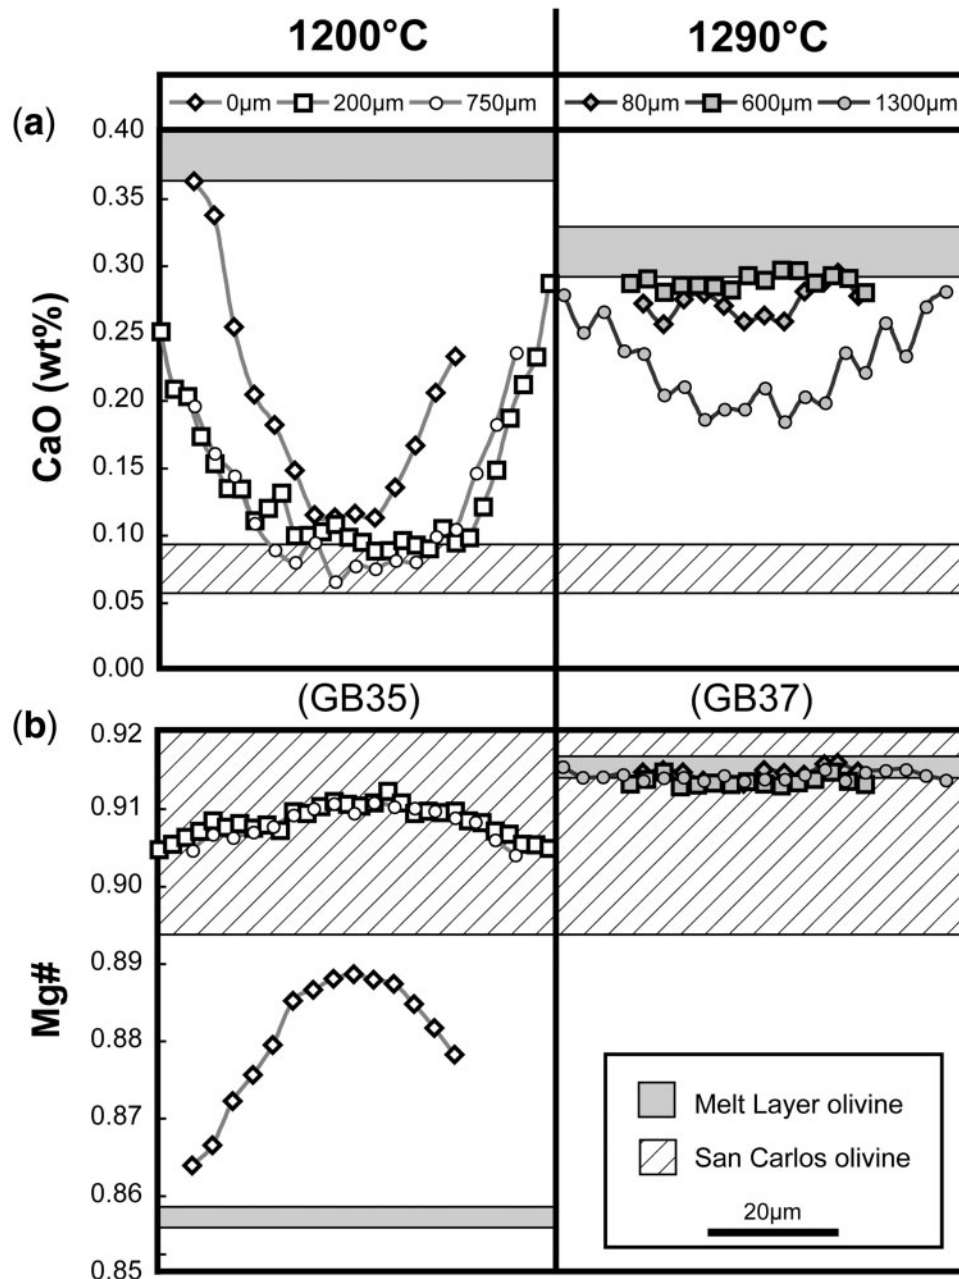 1200°C 1290°C
0µm 200µm 750µm 80µm 600µm 1300µm
(a)
0.40
0.35
0.30
0.25
0.20
0.15
0.10
0.05
0.00
CaO (wt%)
(GB35) (GB37)
(b)
0.92
0.91
0.90
0.89
0.88
0.87
0.86
0.85
Mg#
Melt Layer olivine
San Carlos olivine
20µm